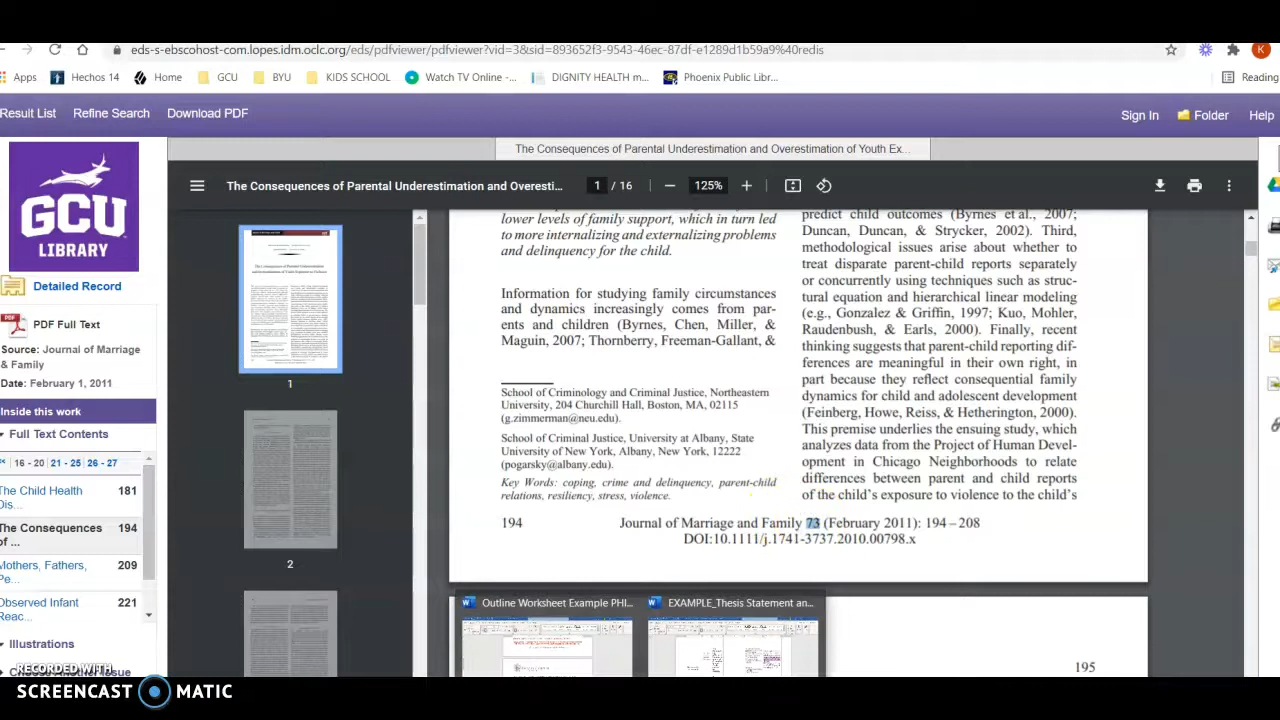 eds-s-ebscohost-com.lopes.idm.oclc.org/eds/pdfviewer/pdfviewer?vid=3&sid=893652f3-9543-46ec-87df-e1289d1b59a9%40redis
K
Apps Hechos 14 Home GCU BYU KIDS SCHOOL Watch TV Online -... DIGNITY HEALTH m... Phoenix Public Libr... Reading
Result List Refine Search Download PDF
Sign In Folder Help
The Consequences of Parental Underestimation and Overestimation of Youth Ex...
The Consequences of Parental Underestimation and Overesti...
1 / 16 125%
GCU
LIBRARY
Detailed Record
PDF
PDF Full Text
Source: Journal of Marriage
& Family
Date: February 1, 2011
Inside this work
Full Text Contents
16 - 20 21 - 25 26 - 27
The Child Health
Dis...
181
The Consequences
of ...
194
Mothers, Fathers,
Pe...
209
Observed Infant
Reac...
221
Illustrations
Choose Another Issue
1
2
lower levels of family support, which in turn led
to more internalizing and externalizing problems
and delinquency for the child.
Information for studying family circumstances
and dynamics increasingly comes from par-
ents and children (Byrnes, Chen, Miller, &
Maguin, 2007; Thornberry, Freeman-Gallant, &
School of Criminology and Criminal Justice, Northeastern
University, 204 Churchill Hall, Boston, MA, 02115
(g.zimmerman@neu.edu).
School of Criminal Justice, University at Albany, State
University of New York, Albany, New York, 12222
(pogarsky@albany.edu).
Key Words: coping, crime and delinquency, parent-child
relations, resiliency, stress, violence.
predict child outcomes (Byrnes et al., 2007;
Duncan, Duncan, & Strycker, 2002). Third,
methodological issues arise about whether to
treat disparate parent-child reports separately
or concurrently using techniques such as struc-
tural equation and hierarchical linear modeling
(e.g., Gonzalez & Griffin, 1997; Kuo, Mohler,
Raudenbush, & Earls, 2000). Finally, recent
thinking suggests that parent-child reporting dif-
ferences are meaningful in their own right, in
part because they reflect consequential family
dynamics for child and adolescent development
(Feinberg, Howe, Reiss, & Hetherington, 2000).
This premise underlies the ensuing study, which
analyzes data from the Project of Human Devel-
opment in Chicago Neighborhoods to relate
differences between parent and child reports
of the child's exposure to violence to the child's
194 Journal of Marriage and Family 73 (February 2011): 194 – 208
DOI:10.1111/j.1741-3737.2010.00798.x
Outline Worksheet Example PHI... EXAMPLE_Thesis Statement an...
195
RECORDED WITH
SCREENCAST MATIC